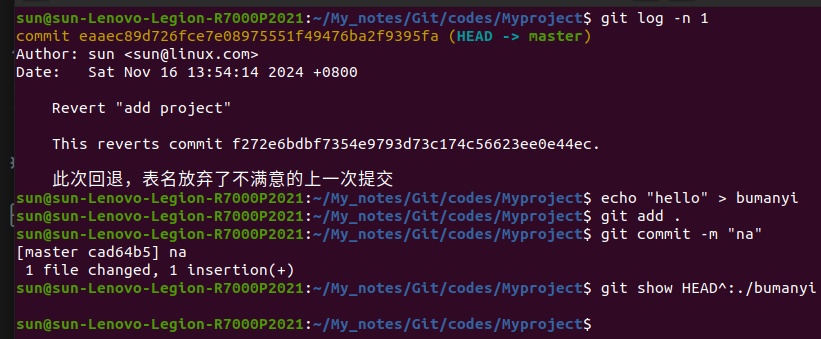 sun@sun-Lenovo-Legion-R7000P2021:~/My_notes/Git/codes/Myproject$ git log -n 1
commit eaaec89d726fce7e08975551f49476ba2f9395fa (HEAD -> master)
Author: sun <sun@linux.com>
Date:   Sat Nov 16 13:54:14 2024 +0800
    Revert "add project"
    This reverts commit f272e6bdbf7354e9793d73c174c56623ee0e44ec.
    此次回退，表名放弃了不满意的上一次提交
sun@sun-Lenovo-Legion-R7000P2021:~/My_notes/Git/codes/Myproject$ echo "hello" > bumanyi
sun@sun-Lenovo-Legion-R7000P2021:~/My_notes/Git/codes/Myproject$ git add .
sun@sun-Lenovo-Legion-R7000P2021:~/My_notes/Git/codes/Myproject$ git commit -m "na"
[master cad64b5] na
 1 file changed, 1 insertion(+)
sun@sun-Lenovo-Legion-R7000P2021:~/My_notes/Git/codes/Myproject$ git show HEAD^:./bumanyi
sun@sun-Lenovo-Legion-R7000P2021:~/My_notes/Git/codes/Myproject$